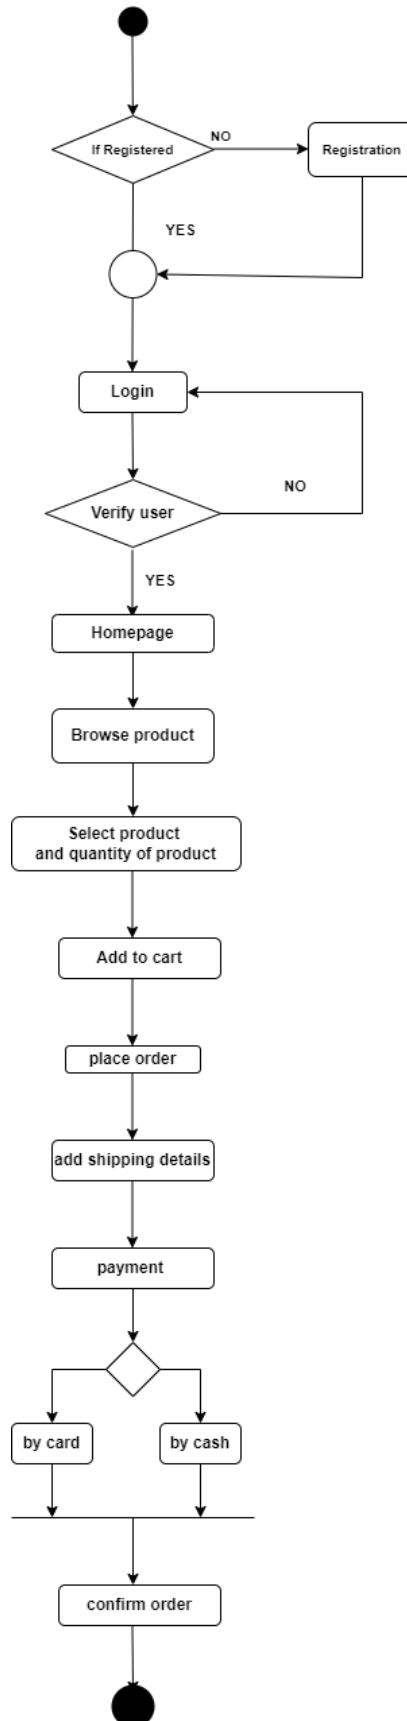 If Registered
NO
Registration
YES
Login
NO
Verify user
YES
Homepage
Browse product
Select product
and quantity of product
Add to cart
place order
add shipping details
payment
by card
by cash
confirm order